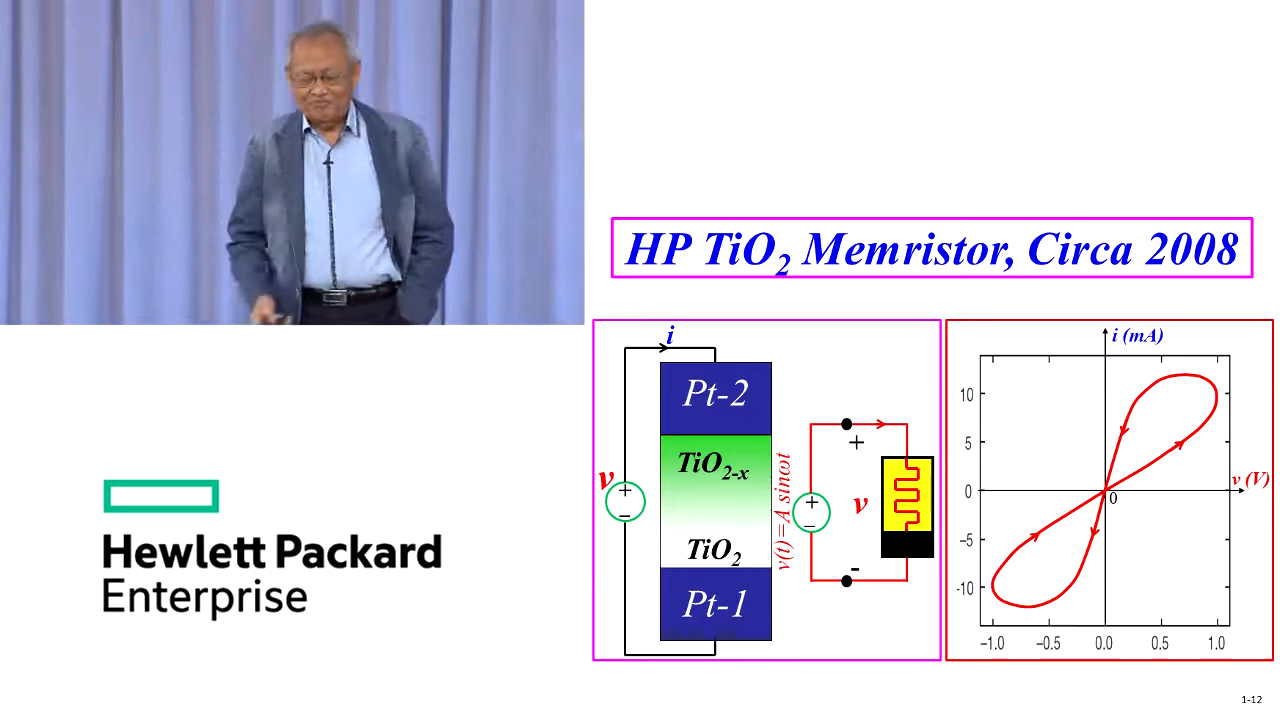 HP TiO2 Memristor, Circa 2008
i
Pt-2
TiO2-x
TiO2
Pt-1
v
+
−
v(t)=A sinωt
+
−
+
v
-
i (mA)
10
5
0
−5
-10
v (V)
0
−1.0 −0.5 0.0 0.5 1.0
Hewlett Packard
Enterprise
1-12